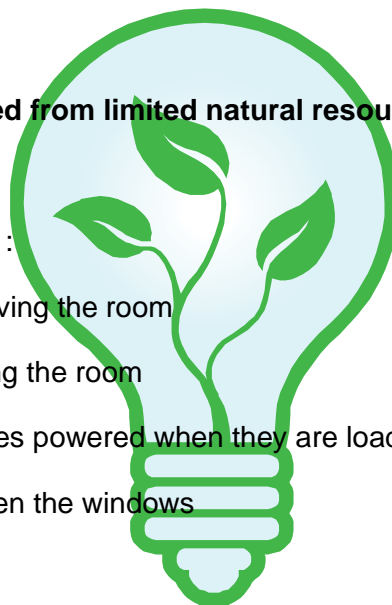 ed from limited natural resou
:
ving the room
ng the room
es powered when they are load
en the windows